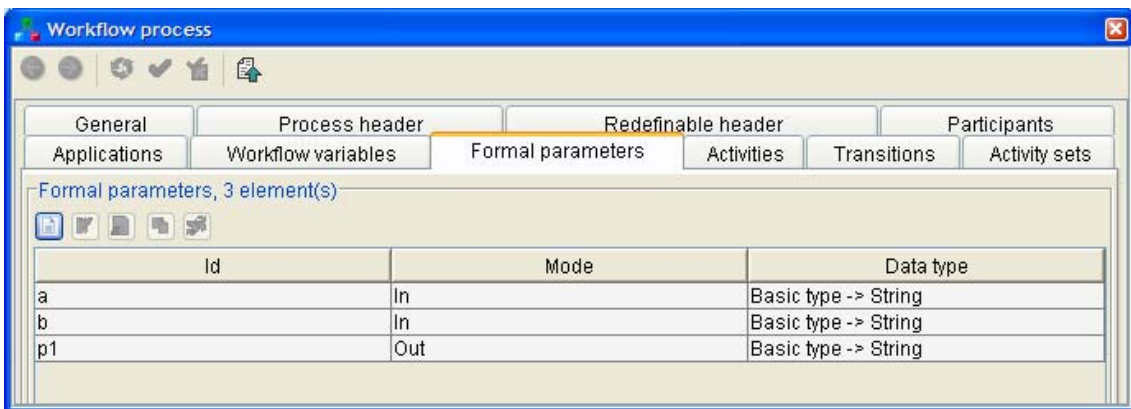 Workflow process
General Process header Redefinable header Participants
Applications Workflow variables Formal parameters Activities Transitions Activity sets
Formal parameters, 3 element(s)
Id Mode Data type
a In Basic type -> String
b In Basic type -> String
p1 Out Basic type -> String